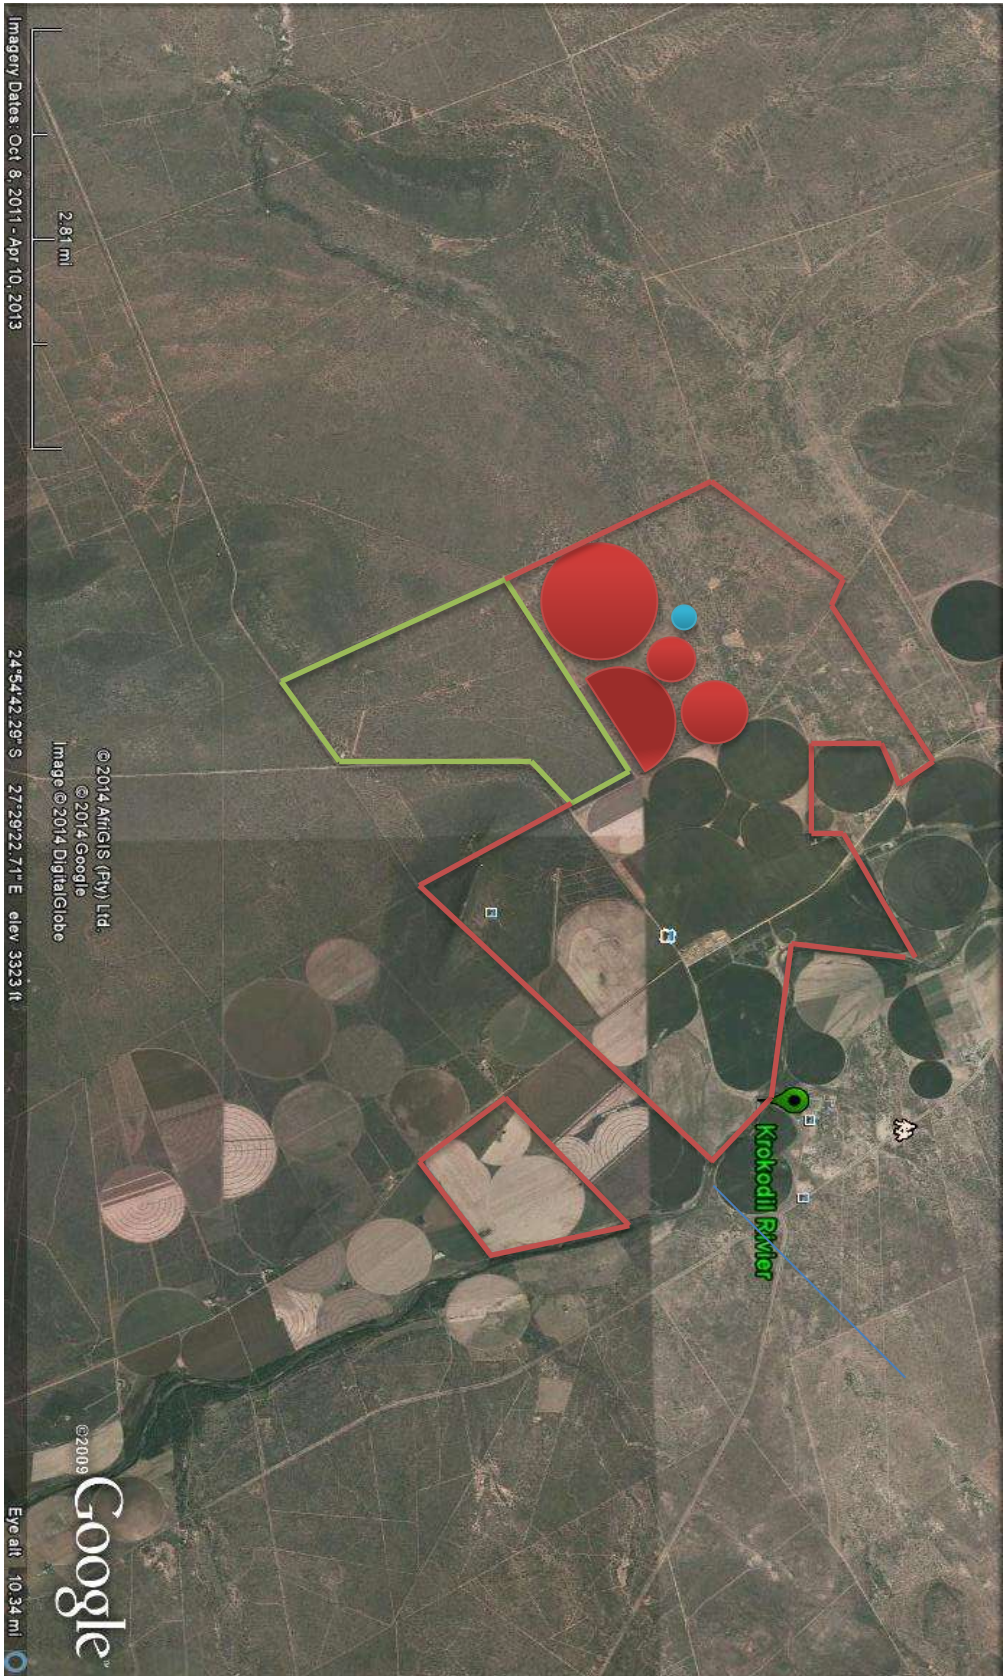 Krokodil Rivier
2.81 mi
© 2014 AfriGIS (Pty) Ltd.
© 2014 Google
Image © 2014 DigitalGlobe
©2009 Google™
Imagery Dates: Oct 8, 2011 - Apr 10, 2013 24°54'42.29" S 27°29'22.71" E elev 3323 ft Eye alt 10.34 mi